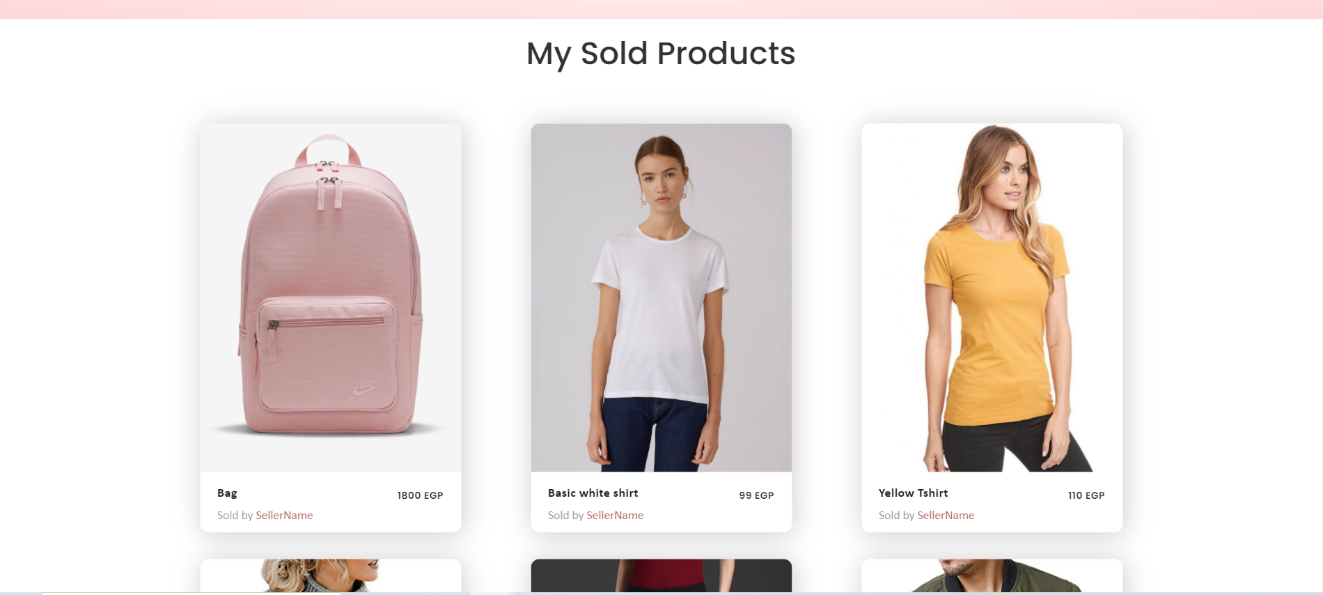 My Sold Products
NIKE
Bag
1800 EGP
Sold by SellerName
Basic white shirt
99 EGP
Sold by SellerName
Yellow Tshirt
110 EGP
Sold by SellerName